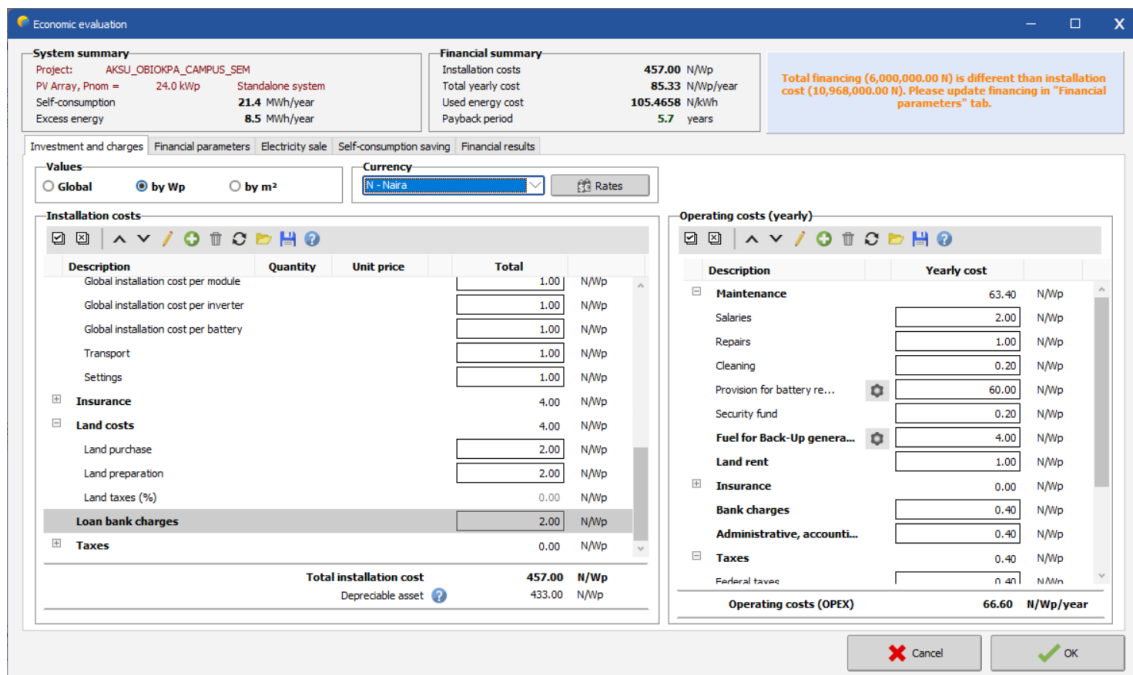 Economic evaluation
System summary
Project: AKSU_OBIOKPA_CAMPUS_SEM
PV Array, Pnom = 24.0 kWp Standalone system
Self-consumption 21.4 MWh/year
Excess energy 8.5 MWh/year
Financial summary
Installation costs 457.00 N/Wp
Total yearly cost 85.33 N/Wp/year
Used energy cost 105.4658 N/kWh
Payback period 5.7 years
Total financing (6,000,000.00 N) is different than installation
cost (10,968,000.00 N). Please update financing in "Financial
parameters" tab.
Investment and charges Financial parameters Electricity sale Self-consumption saving Financial results
Values
Global by Wp by m²
Currency
N - Naira Rates
Installation costs
Description Quantity Unit price Total
Global installation cost per module 1.00 N/Wp
Global installation cost per inverter 1.00 N/Wp
Global installation cost per battery 1.00 N/Wp
Transport 1.00 N/Wp
Settings 1.00 N/Wp
Insurance 4.00 N/Wp
Land costs 4.00 N/Wp
Land purchase 2.00 N/Wp
Land preparation 2.00 N/Wp
Land taxes (%) 0.00 N/Wp
Loan bank charges 2.00 N/Wp
Taxes 0.00 N/Wp
Total installation cost 457.00 N/Wp
Depreciable asset 433.00 N/Wp
Operating costs (yearly)
Description Yearly cost
Maintenance 63.40 N/Wp
Salaries 2.00 N/Wp
Repairs 1.00 N/Wp
Cleaning 0.20 N/Wp
Provision for battery re... 60.00 N/Wp
Security fund 0.20 N/Wp
Fuel for Back-Up genera... 4.00 N/Wp
Land rent 1.00 N/Wp
Insurance 0.00 N/Wp
Bank charges 0.40 N/Wp
Administrative, accounti... 0.40 N/Wp
Taxes 0.40 N/Wp
Federal taxes 0.40 N/Wp
Operating costs (OPEX) 66.60 N/Wp/year
Cancel OK